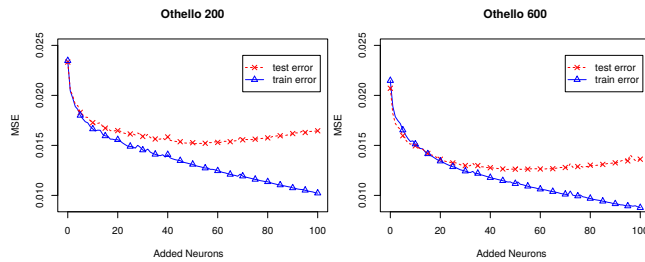 Othello 200
Othello 600
MSE
0.010 0.015 0.020 0.025
test error
train error
0 20 40 60 80 100
Added Neurons
MSE
0.010 0.015 0.020 0.025
test error
train error
0 20 40 60 80 100
Added Neurons